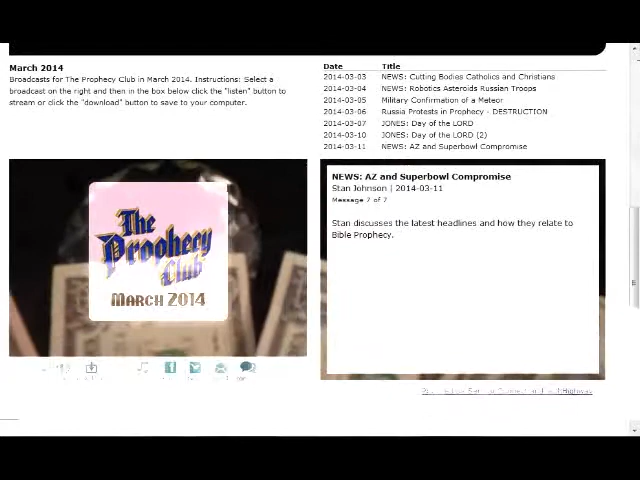 March 2014
Broadcasts for The Prophecy Club in March 2014. Instructions: Select a
broadcast on the right and then in the box below click the "listen" button to
stream or click the "download" button to save to your computer.
Date Title
2014-03-03 NEWS: Cutting Bodies Catholics and Christians
2014-03-04 NEWS: Robotics Asteroids Russian Troops
2014-03-05 Military Confirmation of a Meteor
2014-03-06 Russia Protests in Prophecy - DESTRUCTION
2014-03-07 JONES: Day of the LORD
2014-03-10 JONES: Day of the LORD (2)
2014-03-11 NEWS: AZ and Superbowl Compromise
The
Prophecy
Club
March 2014
NEWS: AZ and Superbowl Compromise
Stan Johnson | 2014-03-11
Message 7 of 7
Stan discusses the latest headlines and how they relate to
Bible Prophecy.